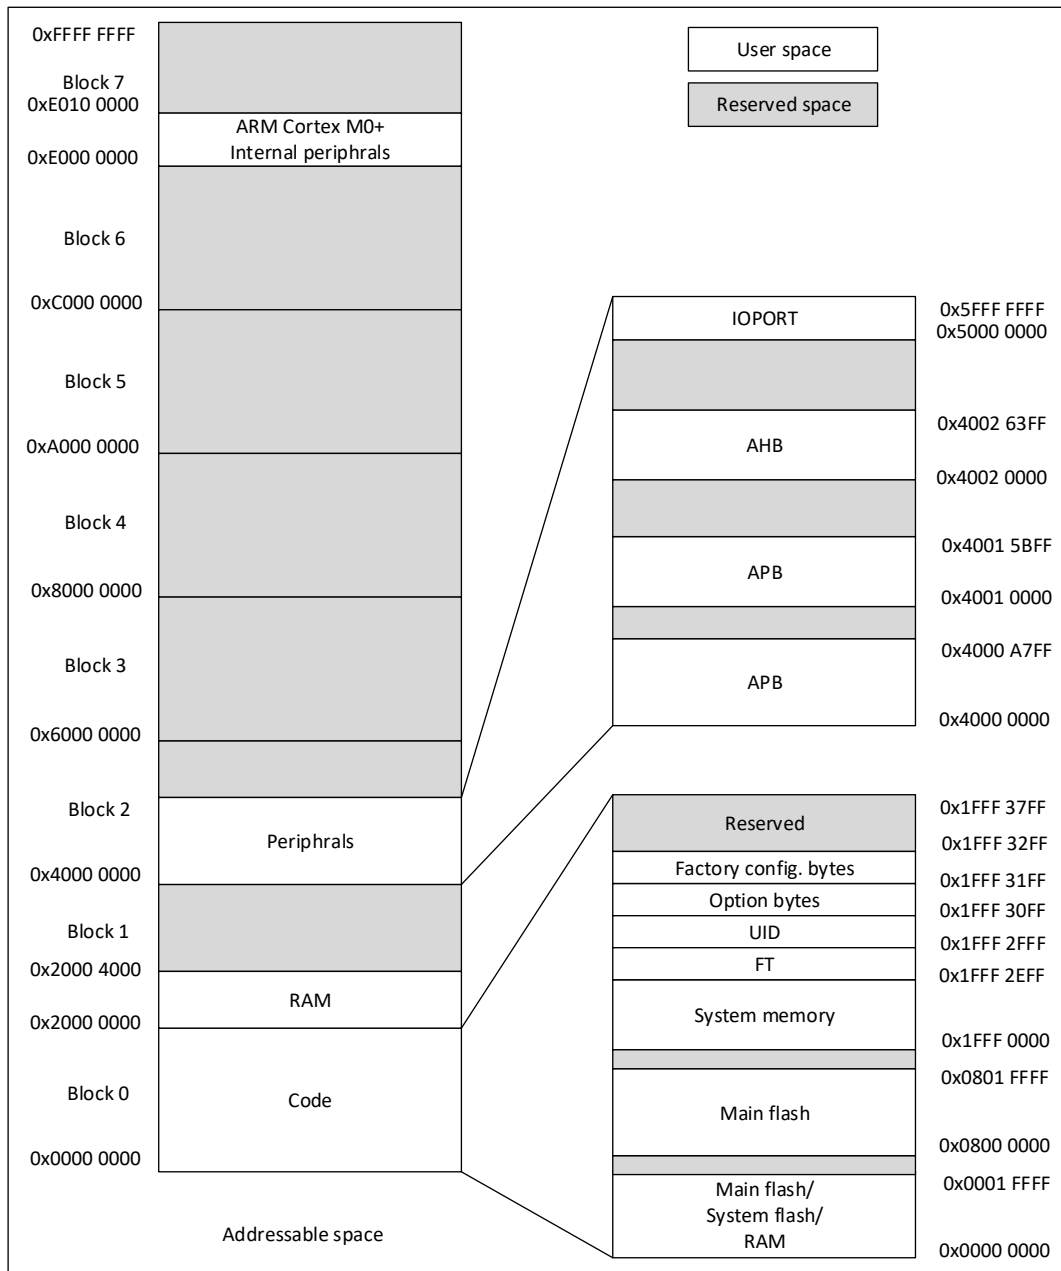 0xFFFF FFFF
Block 7
0xE010 0000
ARM Cortex M0+
Internal periphrals
0xE000 0000
Block 6
0xC000 0000
Block 5
0xA000 0000
Block 4
0x8000 0000
Block 3
0x6000 0000
Block 2
Periphrals
0x4000 0000
Block 1
0x2000 4000
RAM
0x2000 0000
Block 0
Code
0x0000 0000
Addressable space
User space
Reserved space
IOPORT
0x5FFF FFFF
0x5000 0000
0x4002 63FF
AHB
0x4002 0000
0x4001 5BFF
APB
0x4001 0000
0x4000 A7FF
APB
0x4000 0000
0x1FFF 37FF
Reserved
0x1FFF 32FF
Factory config. bytes
0x1FFF 31FF
Option bytes
0x1FFF 30FF
UID
0x1FFF 2FFF
FT
0x1FFF 2EFF
System memory
0x1FFF 0000
0x0801 FFFF
Main flash
0x0800 0000
0x0001 FFFF
Main flash/
System flash/
RAM
0x0000 0000